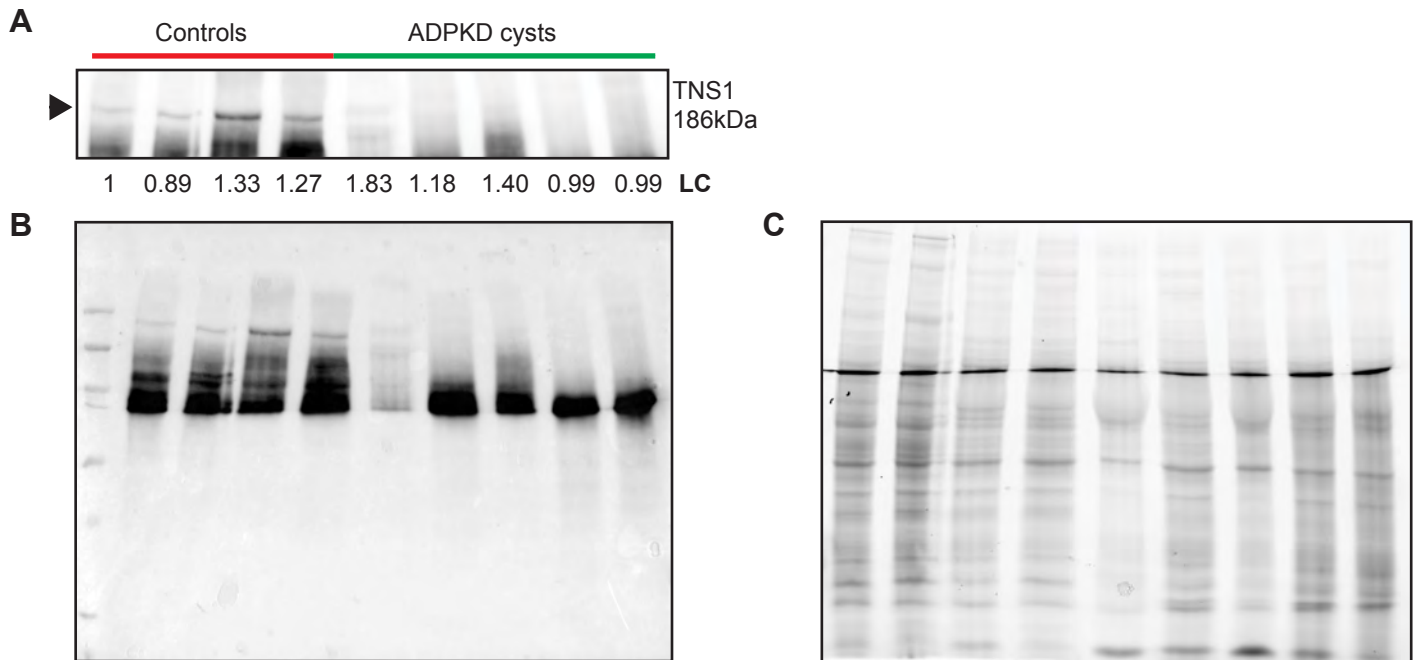 A
Controls ADPKD cysts
TNS1
186kDa
1 0.89 1.33 1.27 1.83 1.18 1.40 0.99 0.99 LC
B
C